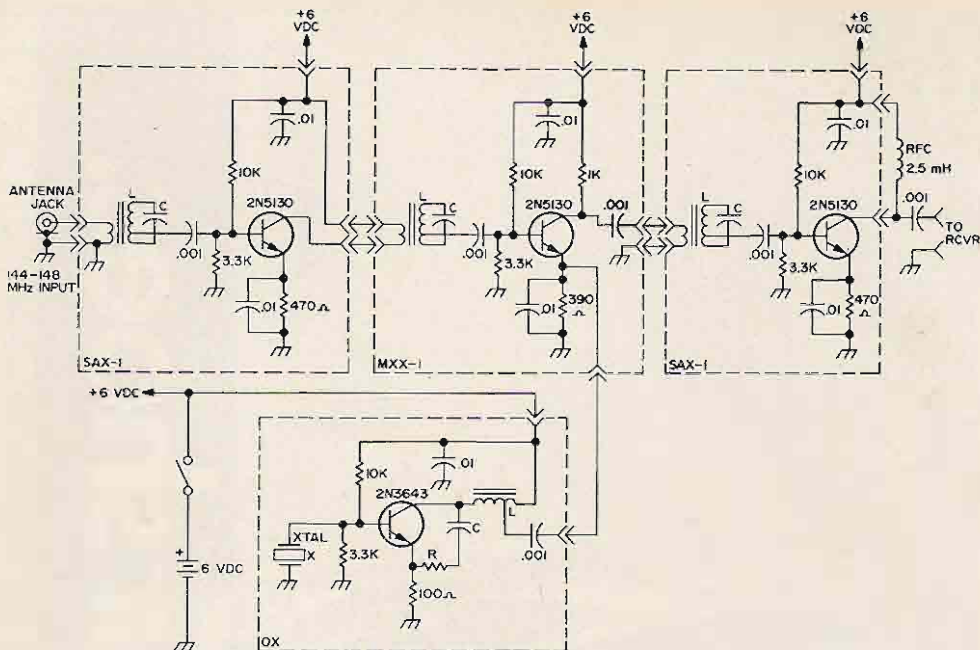 +6
VDC
+6
VDC
+6
VDC
.01
.01
.01
RFC
2.5 mH
10K
10K
1K
10K
ANTENNA
JACK
L
C
2N5130
L
C
2N5130
.001
L
C
2N5130
.001
TO
RCVR
.001
3.3K
.001
3.3K
.001
3.3K
144-148
MHz INPUT
.01
470Ω
.01
390
Ω
.01
470
Ω
SAX-1
MXX-1
SAX-1
+6 VDC
10K
.01
2N3643
L
C
XTAL
X
3.3K
R
.001
+
6 VDC
100Ω
OX